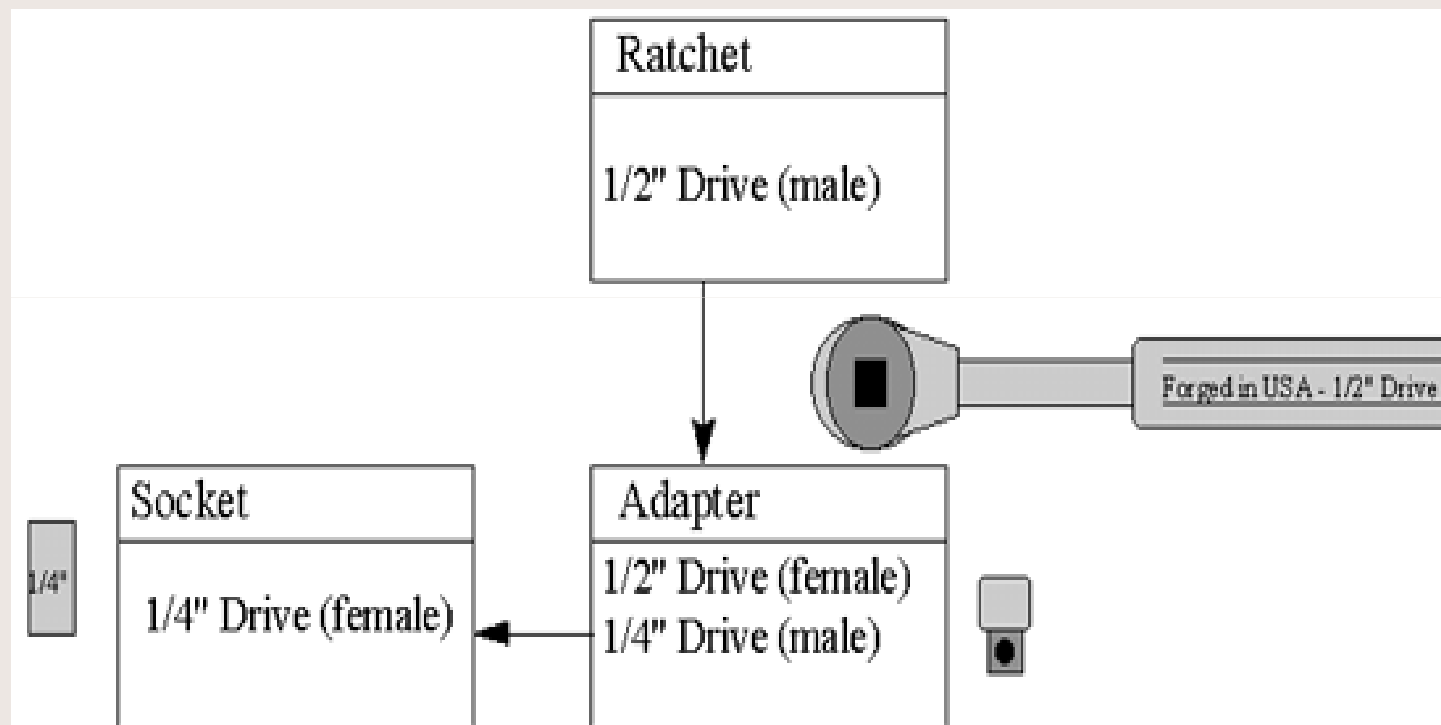 Ratchet
1/2" Drive (male)
Forged in USA - 1/2" Drive
Socket
Adapter
1/4"
1/4" Drive (female)
1/2" Drive (female)
1/4" Drive (male)